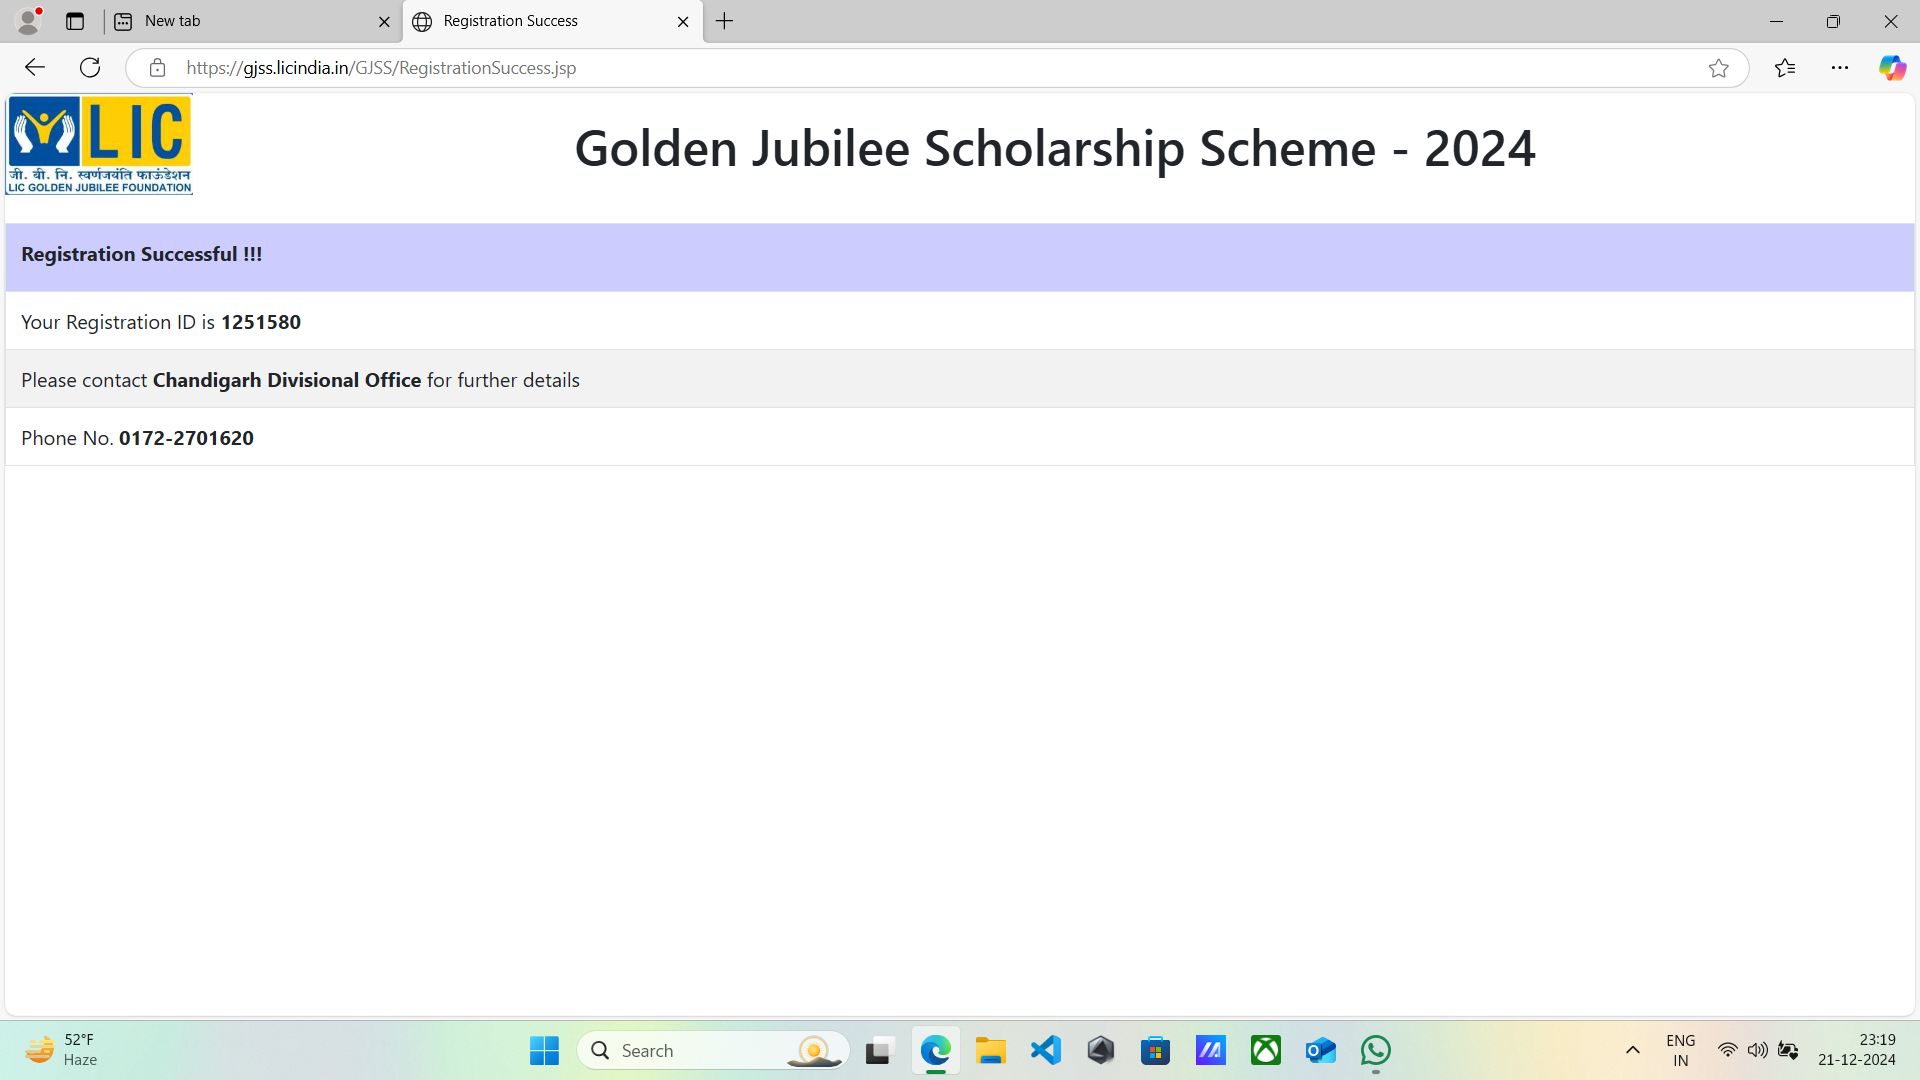 New tab
Registration Success
https://gjss.licindia.in/GJSS/RegistrationSuccess.jsp
LIC
जी. बी. नि. स्वर्णजयंति फाऊंडेशन
LIC GOLDEN JUBILEE FOUNDATION
Golden Jubilee Scholarship Scheme - 2024
Registration Successful !!!
Your Registration ID is 1251580
Please contact Chandigarh Divisional Office for further details
Phone No. 0172-2701620
52°F
Haze
Search
ENG
IN
23:19
21-12-2024